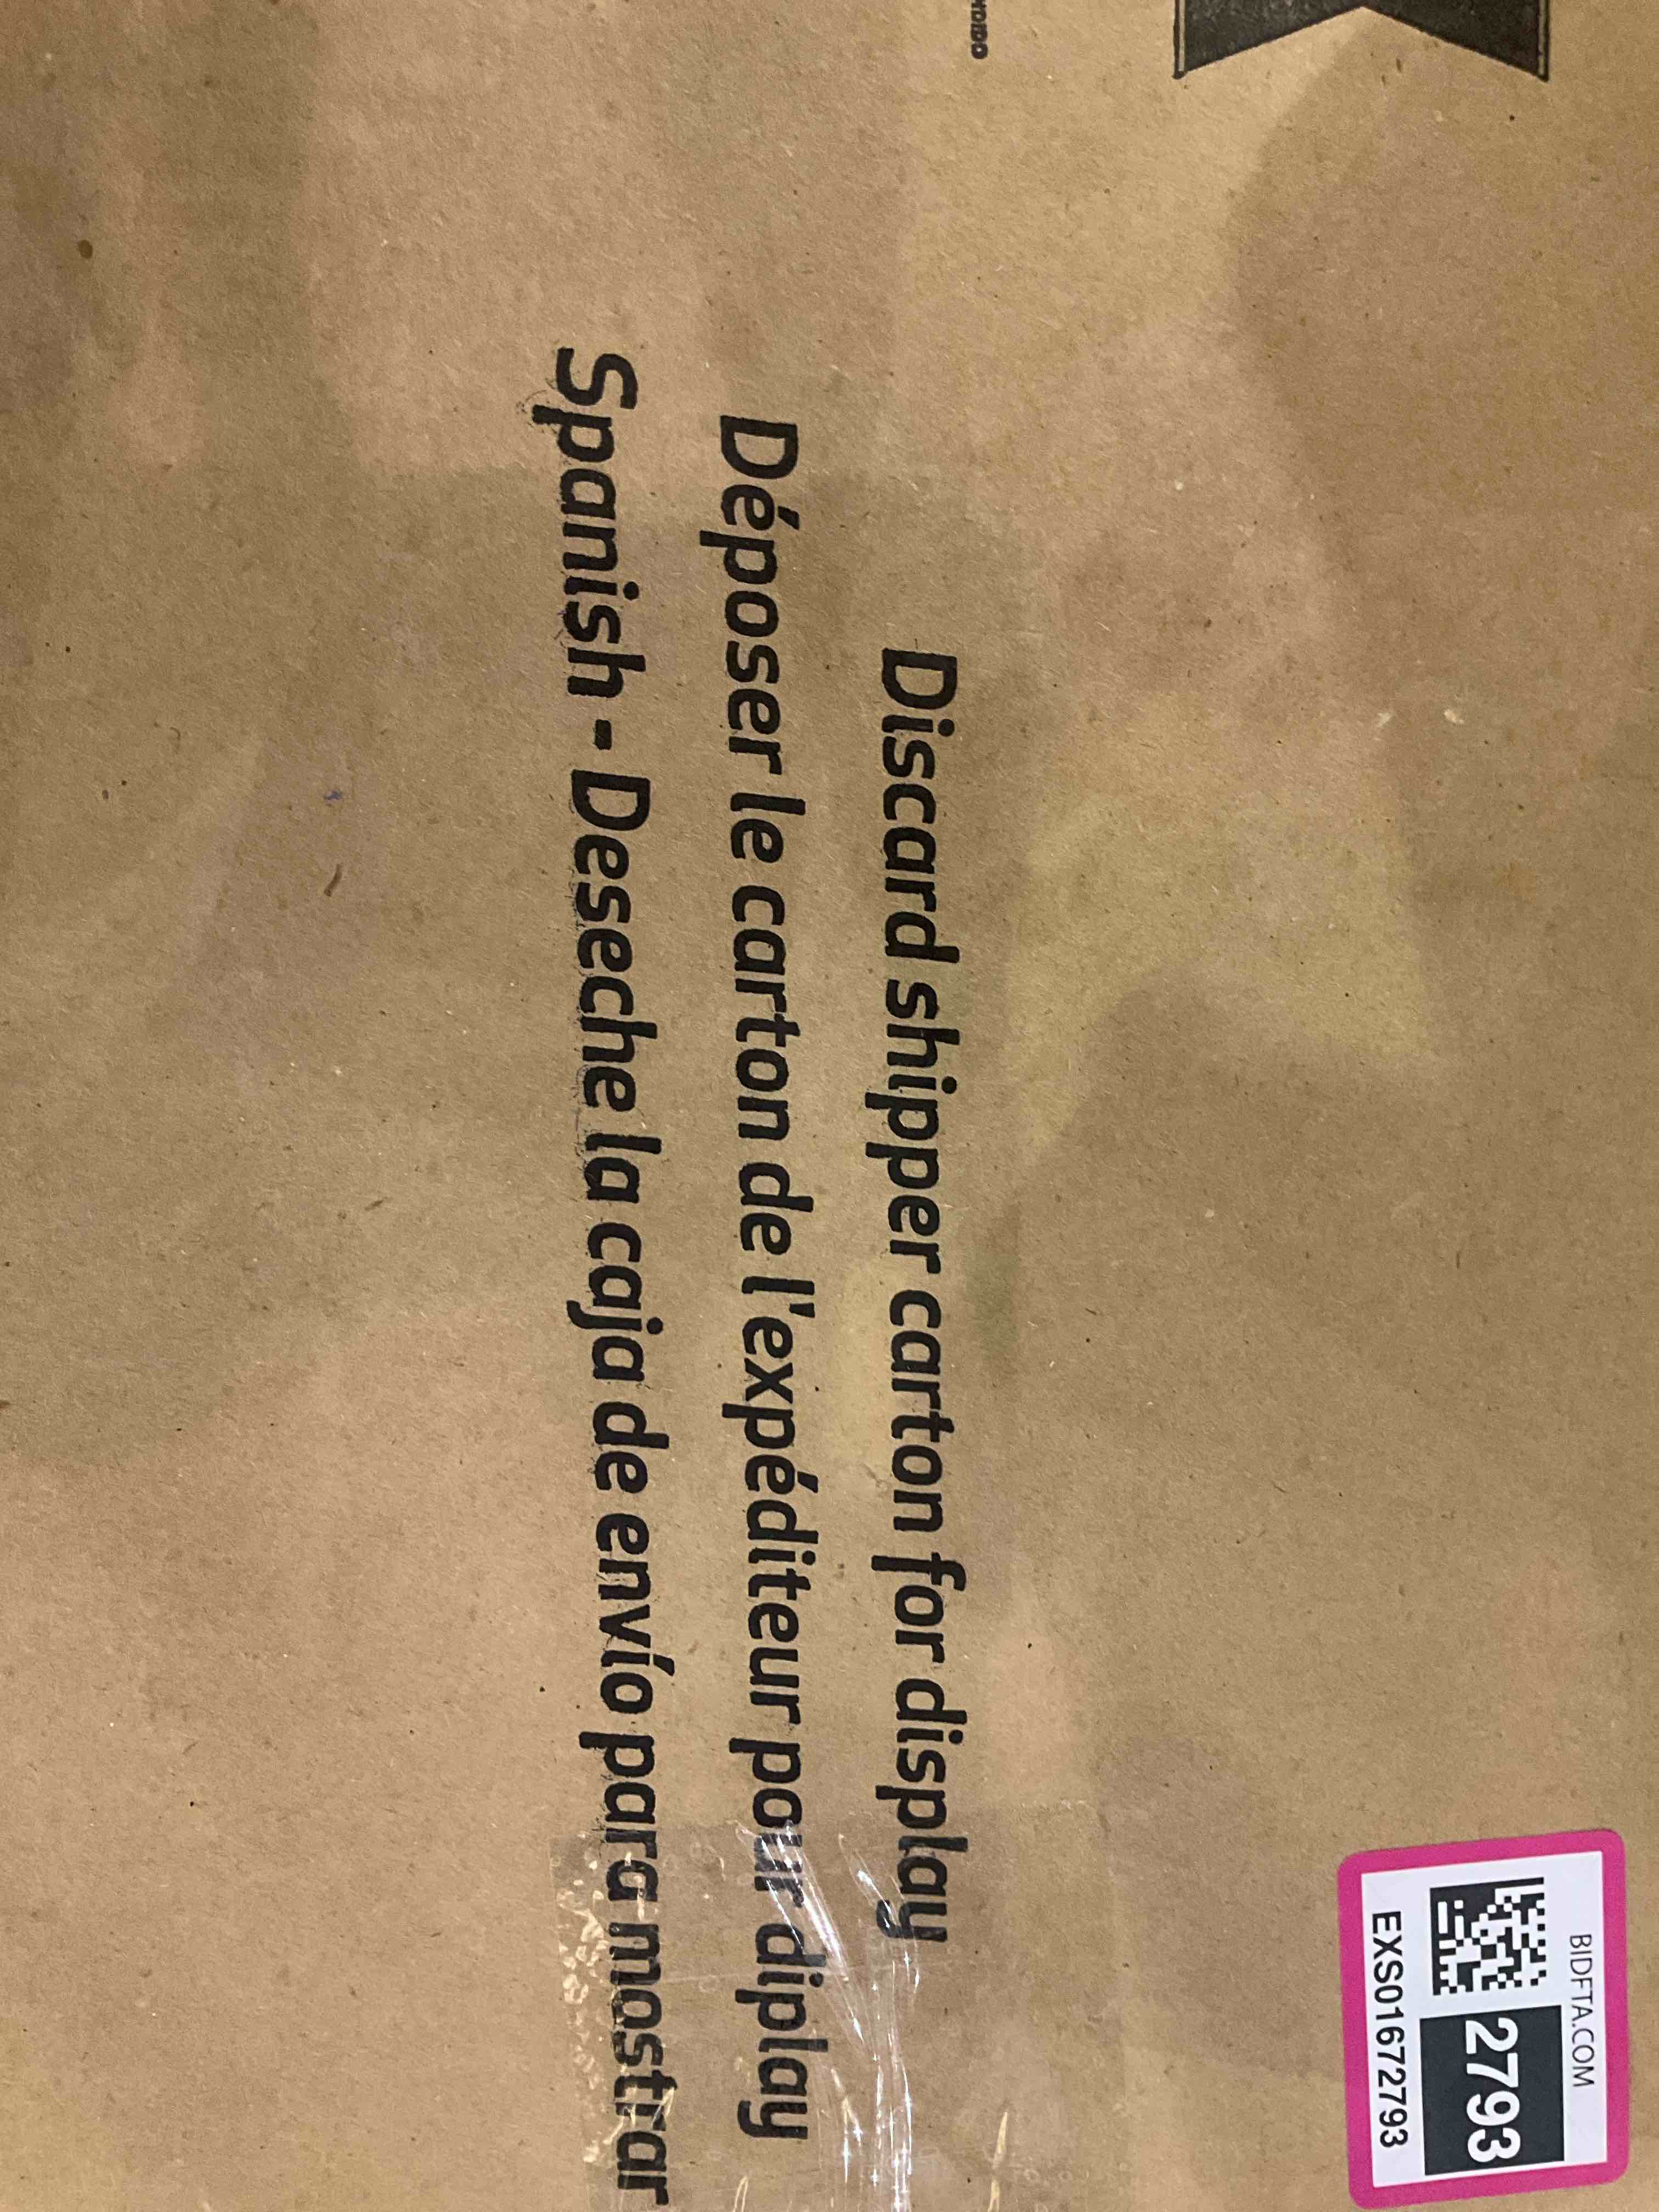 Discard shipper carton for display
Déposer le carton de l'expéditeur pour diplay
Spanish - Deseche la caja de envío para mostrar
BIDFTA.COM
2793
EXS01672793